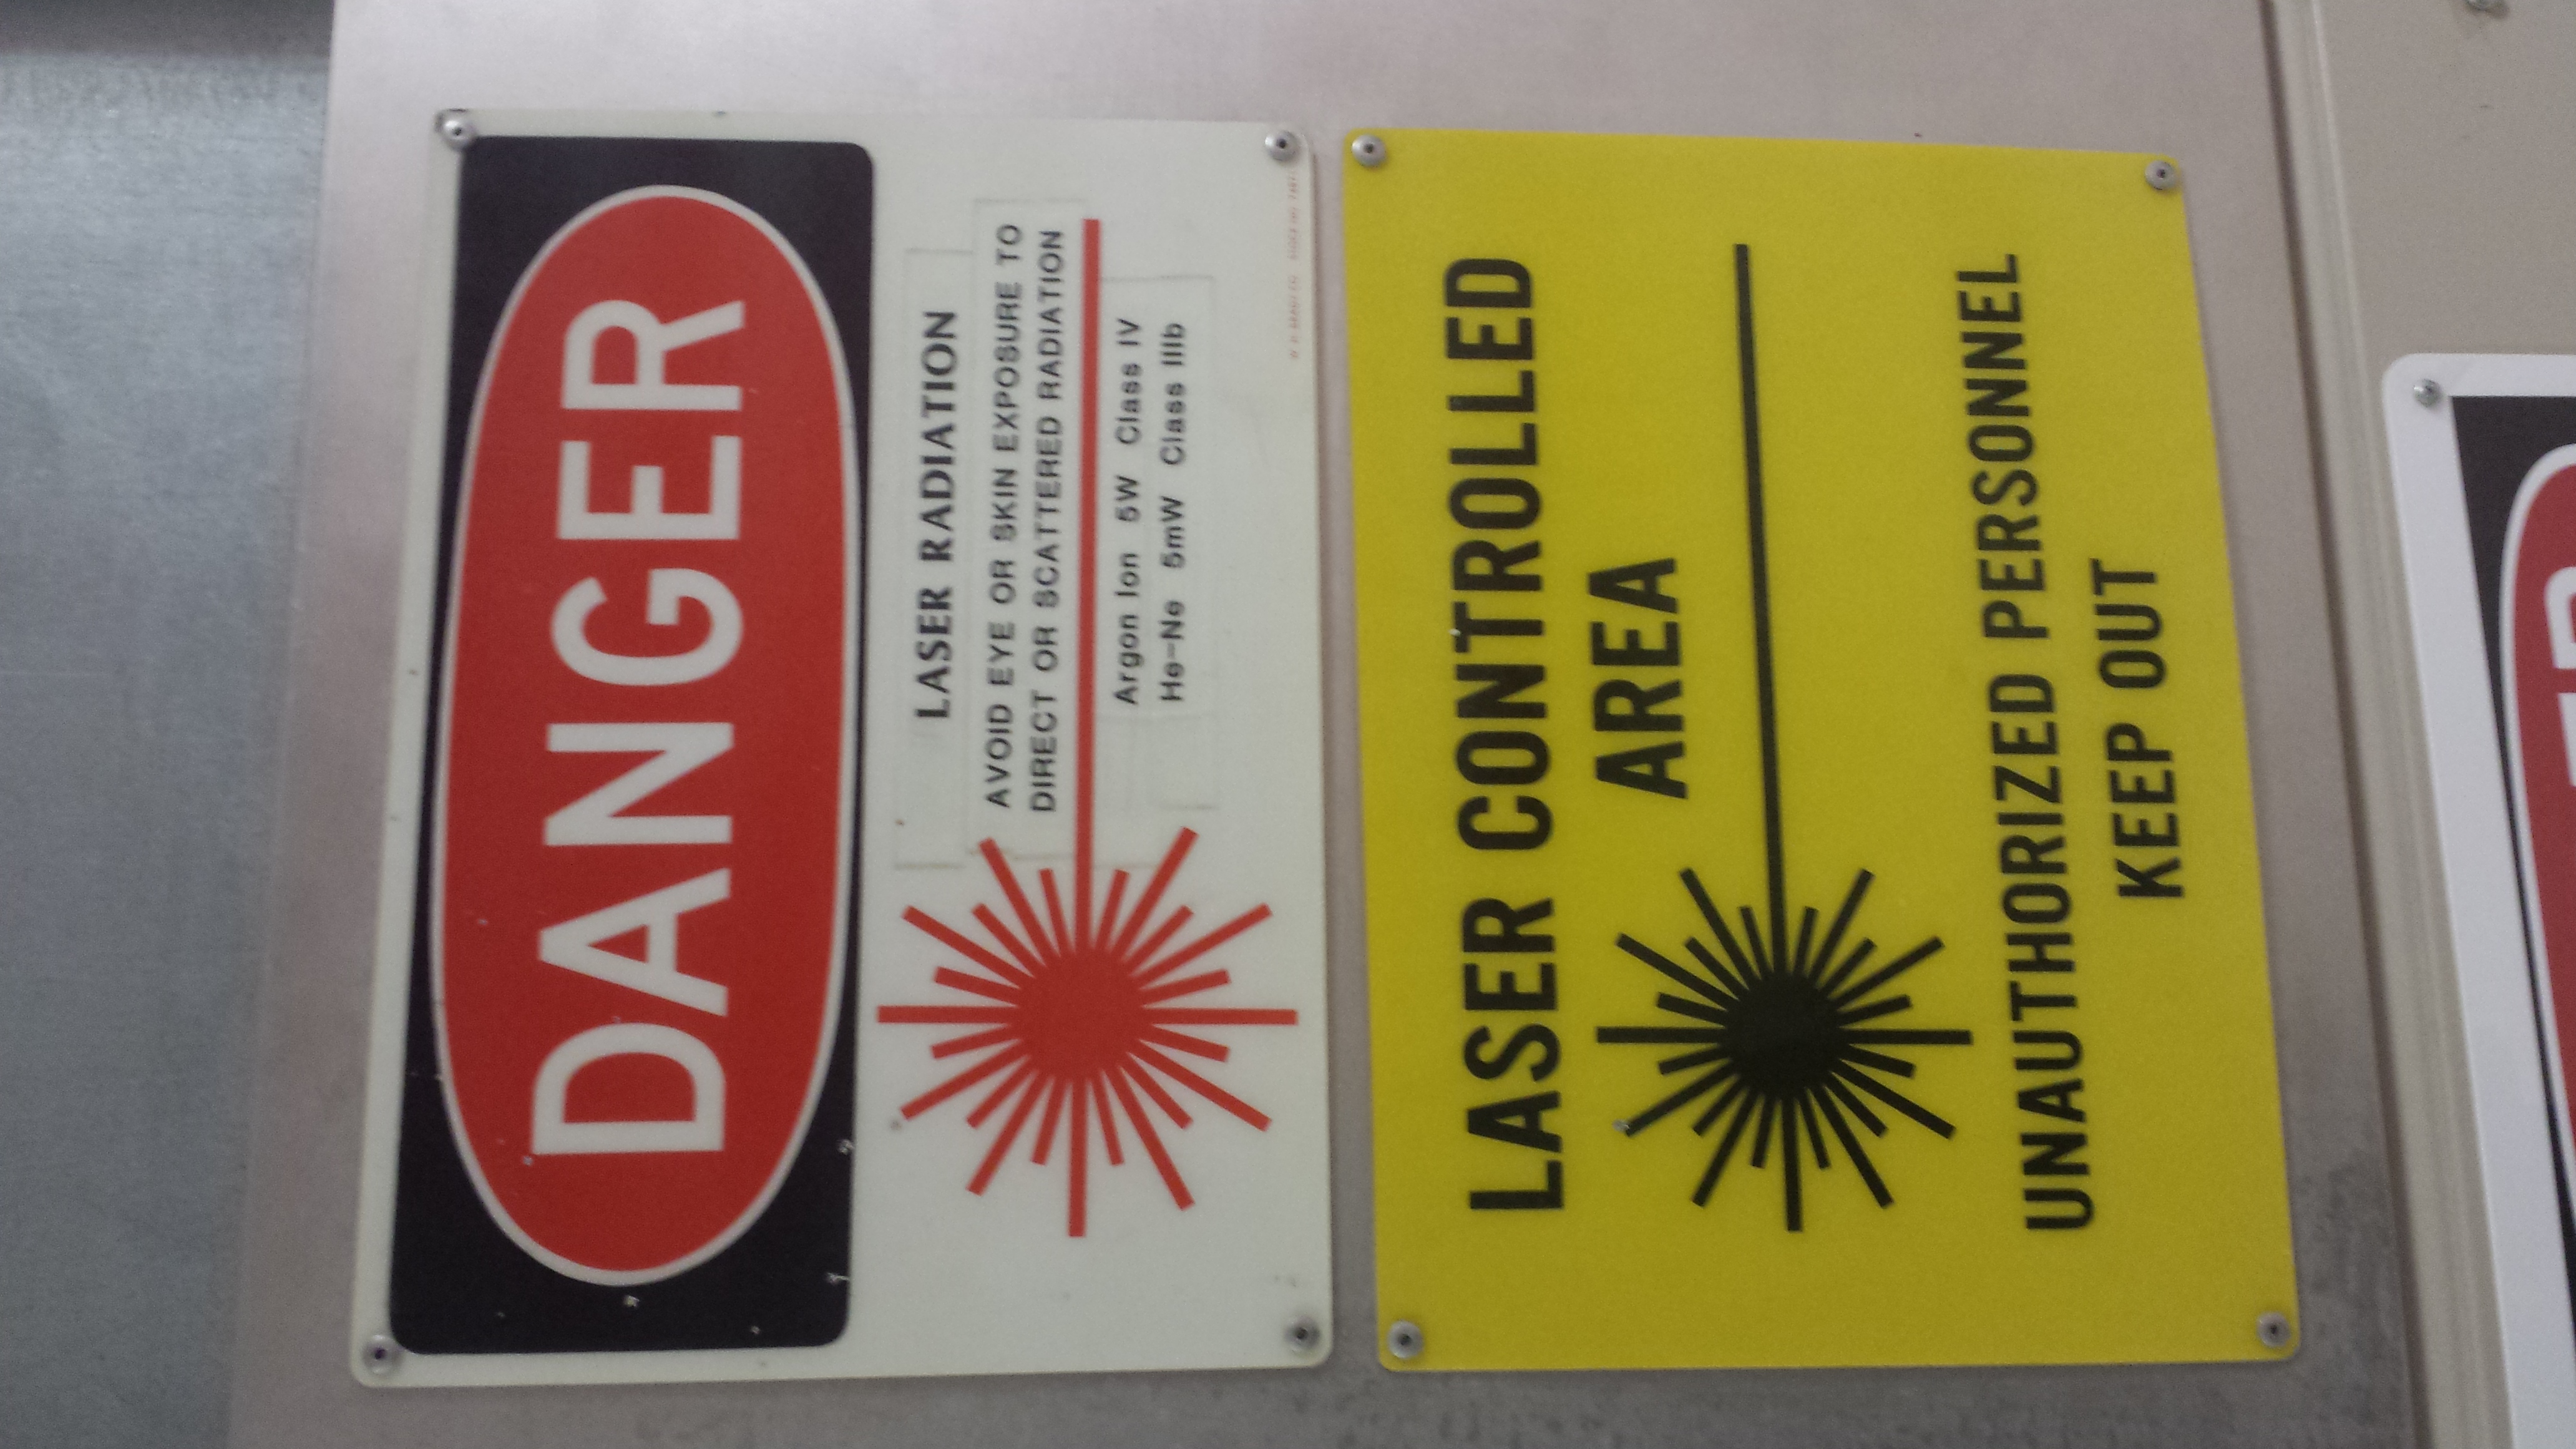 DANGER
LASER RADIATION
AVOID EYE OR SKIN EXPOSURE TO
DIRECT OR SCATTERED RADIATION
Argon Ion 5W Class IV
He-Ne 5mW Class IIIb
LASER CONTROLLED
AREA
UNAUTHORIZED PERSONNEL
KEEP OUT